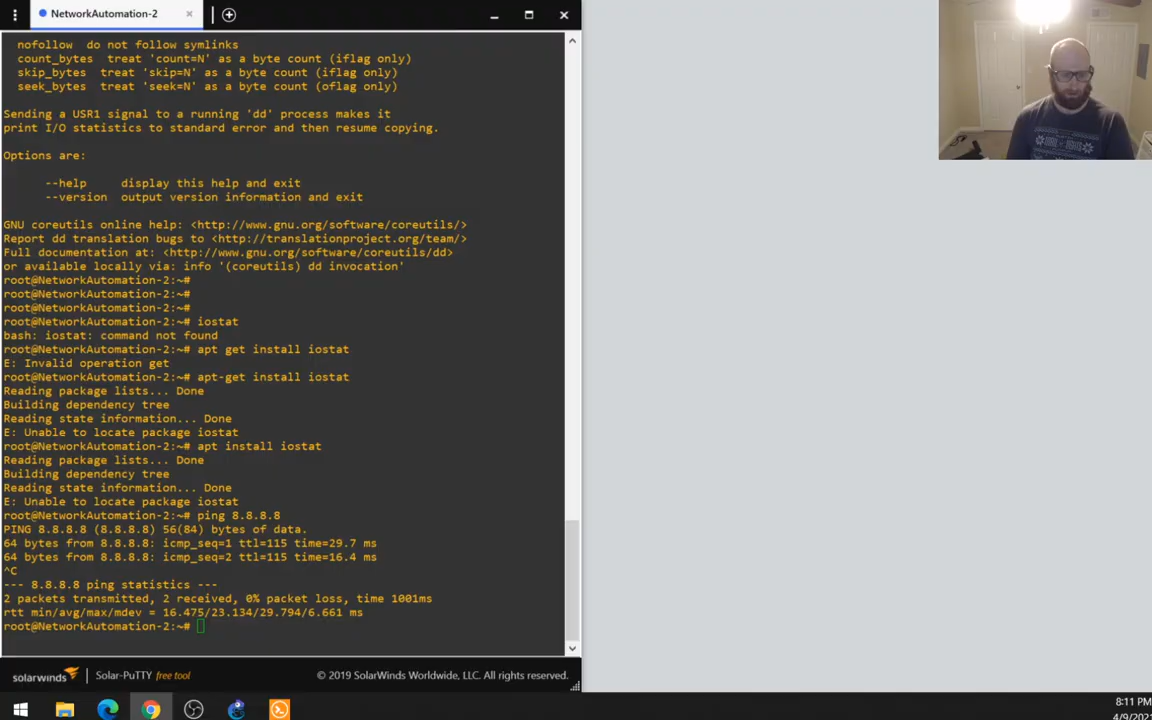 NetworkAutomation-2
nofollow  do not follow symlinks
count_bytes  treat 'count=N' as a byte count (iflag only)
skip_bytes  treat 'skip=N' as a byte count (iflag only)
seek_bytes  treat 'seek=N' as a byte count (oflag only)
Sending a USR1 signal to a running 'dd' process makes it
print I/O statistics to standard error and then resume copying.
Options are:
--help     display this help and exit
--version  output version information and exit
GNU coreutils online help: <http://www.gnu.org/software/coreutils/>
Report dd translation bugs to <http://translationproject.org/team/>
Full documentation at: <http://www.gnu.org/software/coreutils/dd>
or available locally via: info '(coreutils) dd invocation'
root@NetworkAutomation-2:~#
root@NetworkAutomation-2:~#
root@NetworkAutomation-2:~#
root@NetworkAutomation-2:~# iostat
bash: iostat: command not found
root@NetworkAutomation-2:~# apt get install iostat
E: Invalid operation get
root@NetworkAutomation-2:~# apt-get install iostat
Reading package lists... Done
Building dependency tree
Reading state information... Done
E: Unable to locate package iostat
root@NetworkAutomation-2:~# apt install iostat
Reading package lists... Done
Building dependency tree
Reading state information... Done
E: Unable to locate package iostat
root@NetworkAutomation-2:~# ping 8.8.8.8
PING 8.8.8.8 (8.8.8.8) 56(84) bytes of data.
64 bytes from 8.8.8.8: icmp_seq=1 ttl=115 time=29.7 ms
64 bytes from 8.8.8.8: icmp_seq=2 ttl=115 time=16.4 ms
^C
--- 8.8.8.8 ping statistics ---
2 packets transmitted, 2 received, 0% packet loss, time 1001ms
rtt min/avg/max/mdev = 16.475/23.134/29.794/6.661 ms
root@NetworkAutomation-2:~#
solarwinds Solar-PuTTY free tool © 2019 SolarWinds Worldwide, LLC. All rights reserved.
8:11 PM